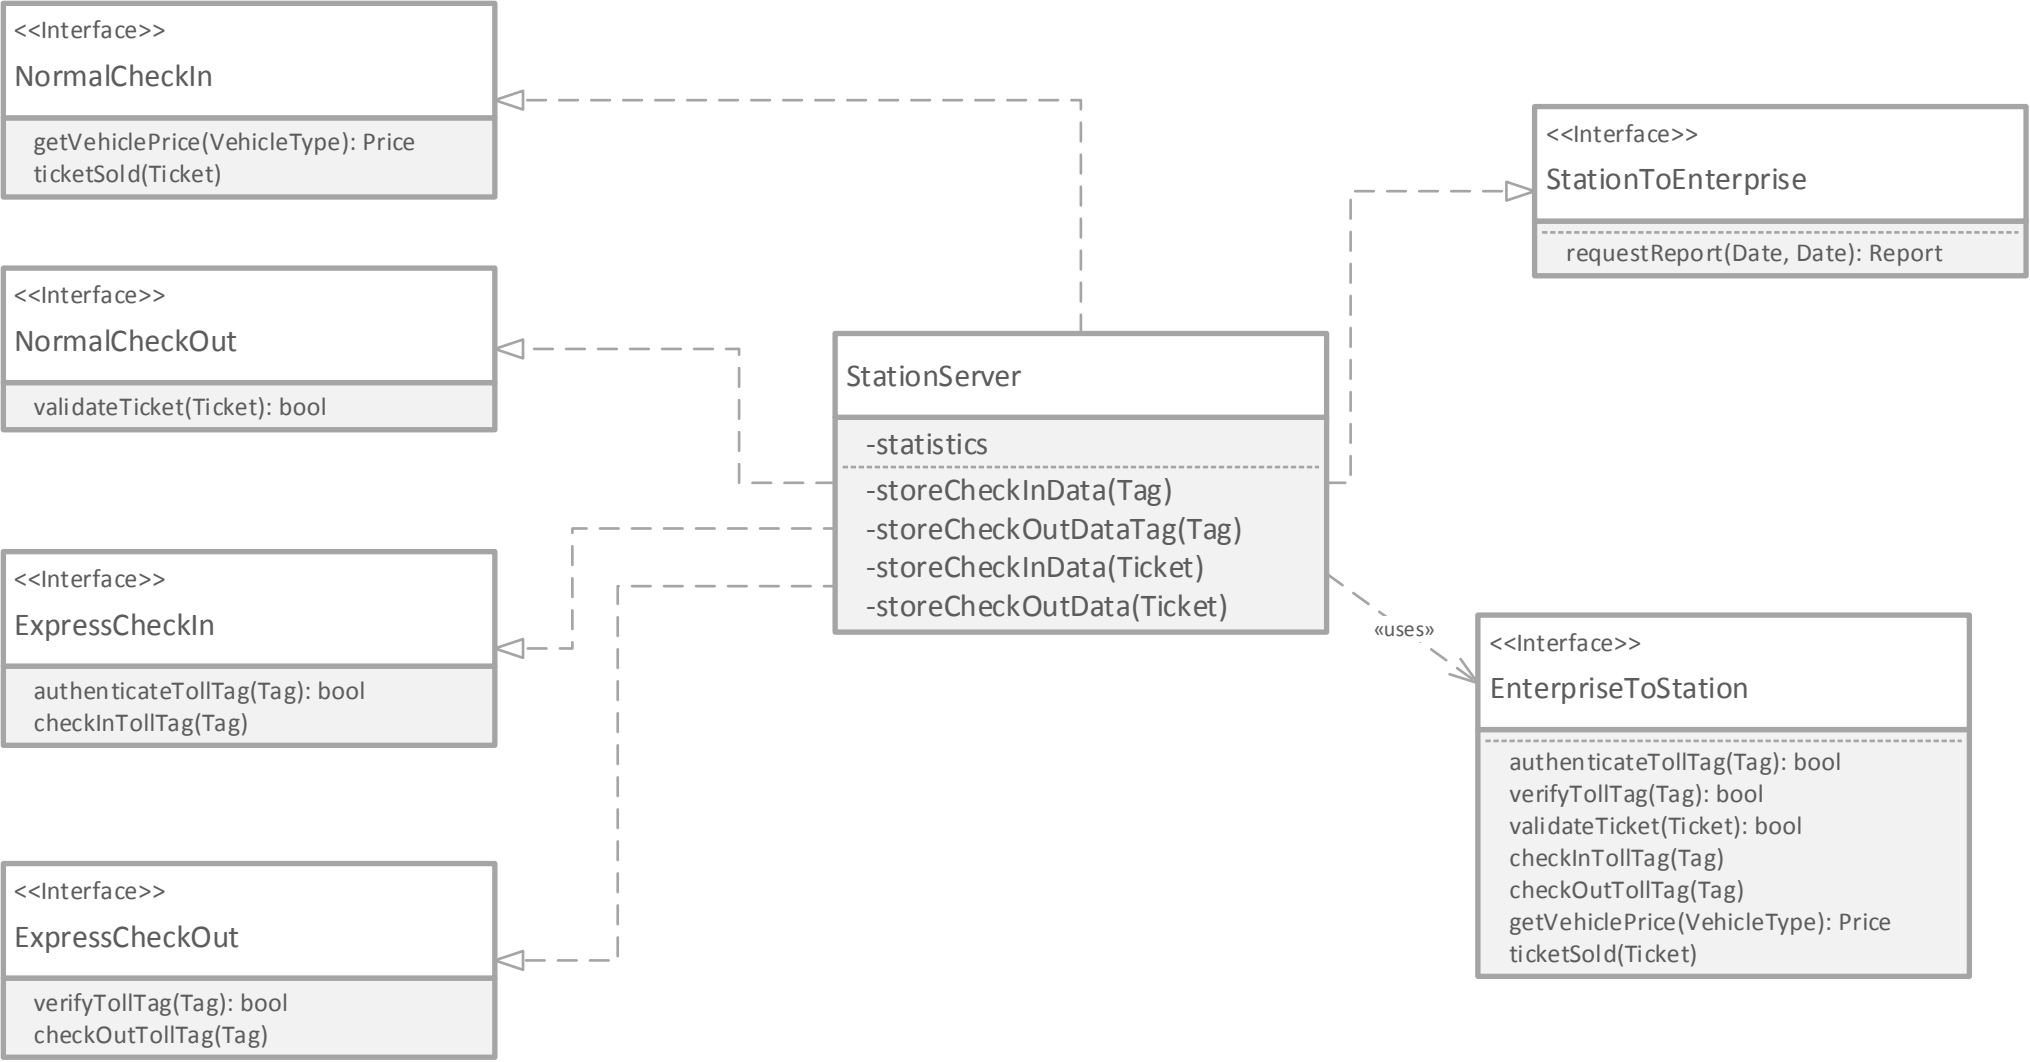 <<Interface>>
NormalCheckIn
getVehiclePrice(VehicleType): Price
ticketSold(Ticket)
<<Interface>>
NormalCheckOut
validateTicket(Ticket): bool
<<Interface>>
ExpressCheckIn
authenticateTollTag(Tag): bool
checkInTollTag(Tag)
<<Interface>>
ExpressCheckOut
verifyTollTag(Tag): bool
checkOutTollTag(Tag)
StationServer
-statistics
-storeCheckInData(Tag)
-storeCheckOutDataTag(Tag)
-storeCheckInData(Ticket)
-storeCheckOutData(Ticket)
<<Interface>>
StationToEnterprise
requestReport(Date, Date): Report
«uses»
<<Interface>>
EnterpriseToStation
authenticateTollTag(Tag): bool
verifyTollTag(Tag): bool
validateTicket(Ticket): bool
checkInTollTag(Tag)
checkOutTollTag(Tag)
getVehiclePrice(VehicleType): Price
ticketSold(Ticket)